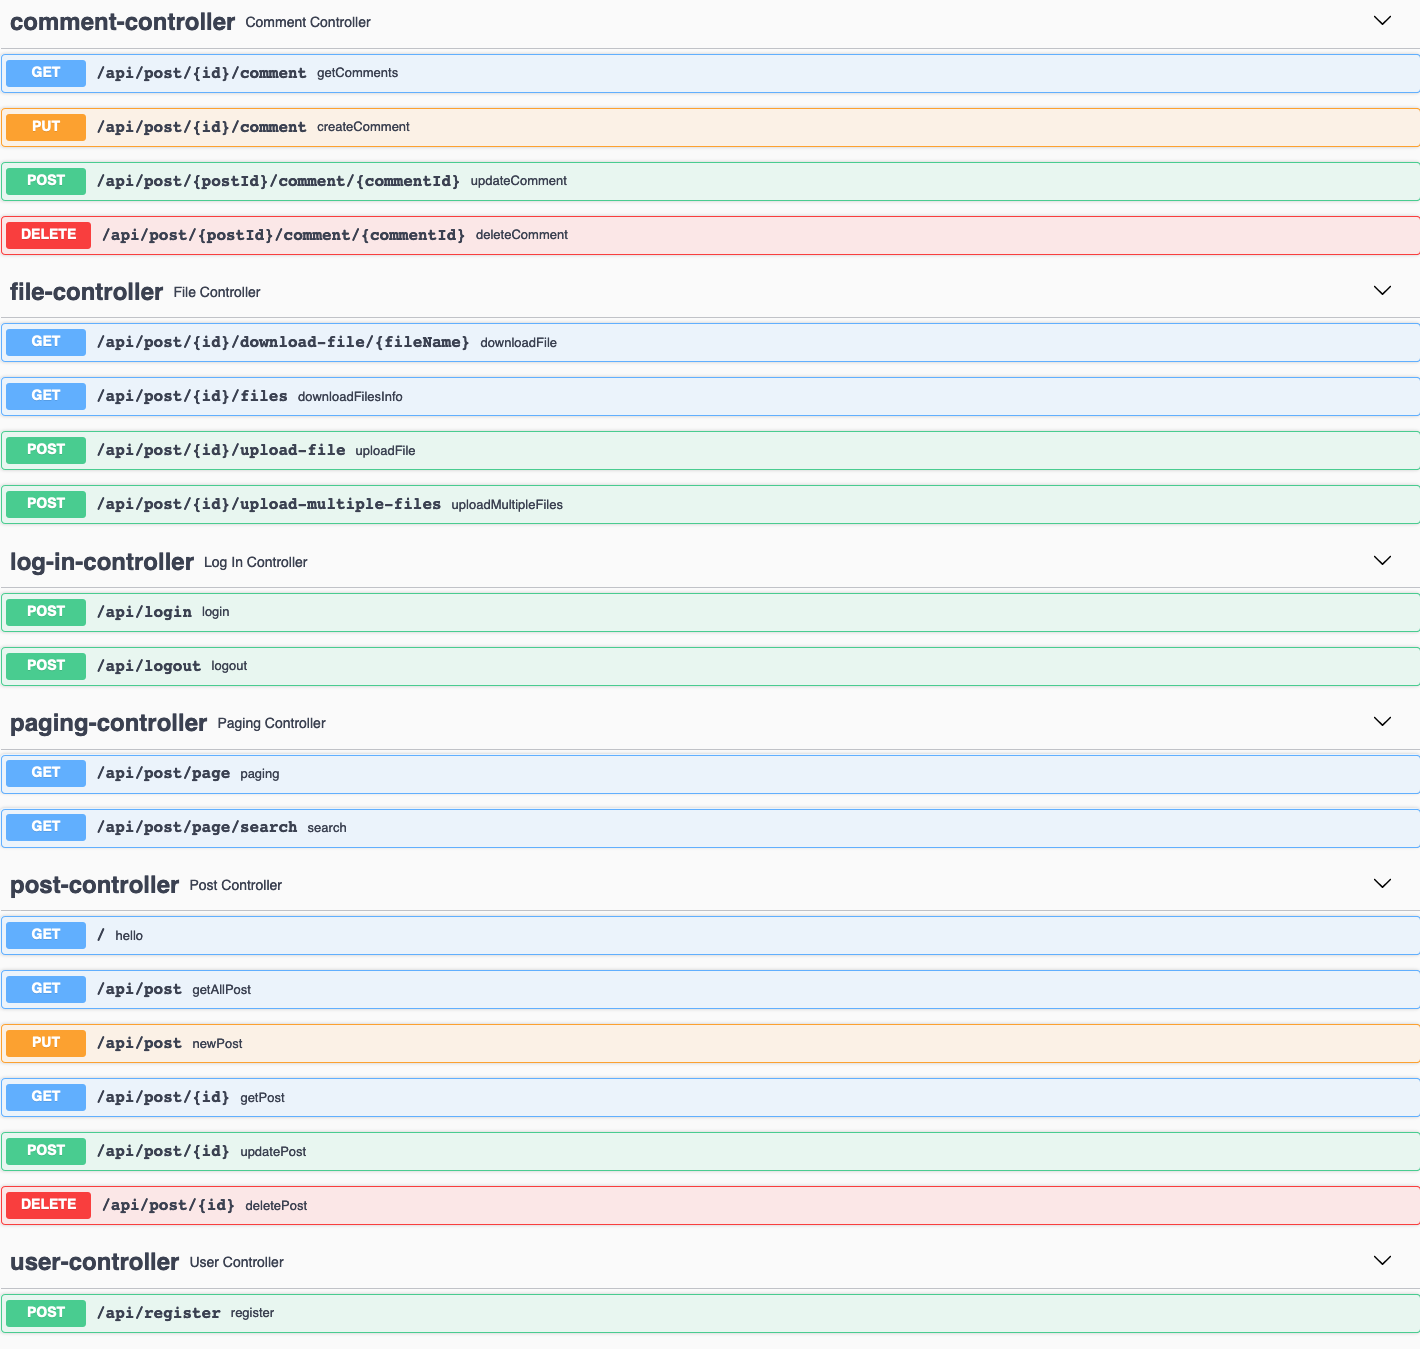 comment-controller Comment Controller
GET /api/post/{id}/comment getComments
PUT /api/post/{id}/comment createComment
POST /api/post/{postId}/comment/{commentId} updateComment
DELETE /api/post/{postId}/comment/{commentId} deleteComment
file-controller File Controller
GET /api/post/{id}/download-file/{fileName} downloadFile
GET /api/post/{id}/files downloadFilesInfo
POST /api/post/{id}/upload-file uploadFile
POST /api/post/{id}/upload-multiple-files uploadMultipleFiles
log-in-controller Log In Controller
POST /api/login login
POST /api/logout logout
paging-controller Paging Controller
GET /api/post/page paging
GET /api/post/page/search search
post-controller Post Controller
GET / hello
GET /api/post getAllPost
PUT /api/post newPost
GET /api/post/{id} getPost
POST /api/post/{id} updatePost
DELETE /api/post/{id} deletePost
user-controller User Controller
POST /api/register register